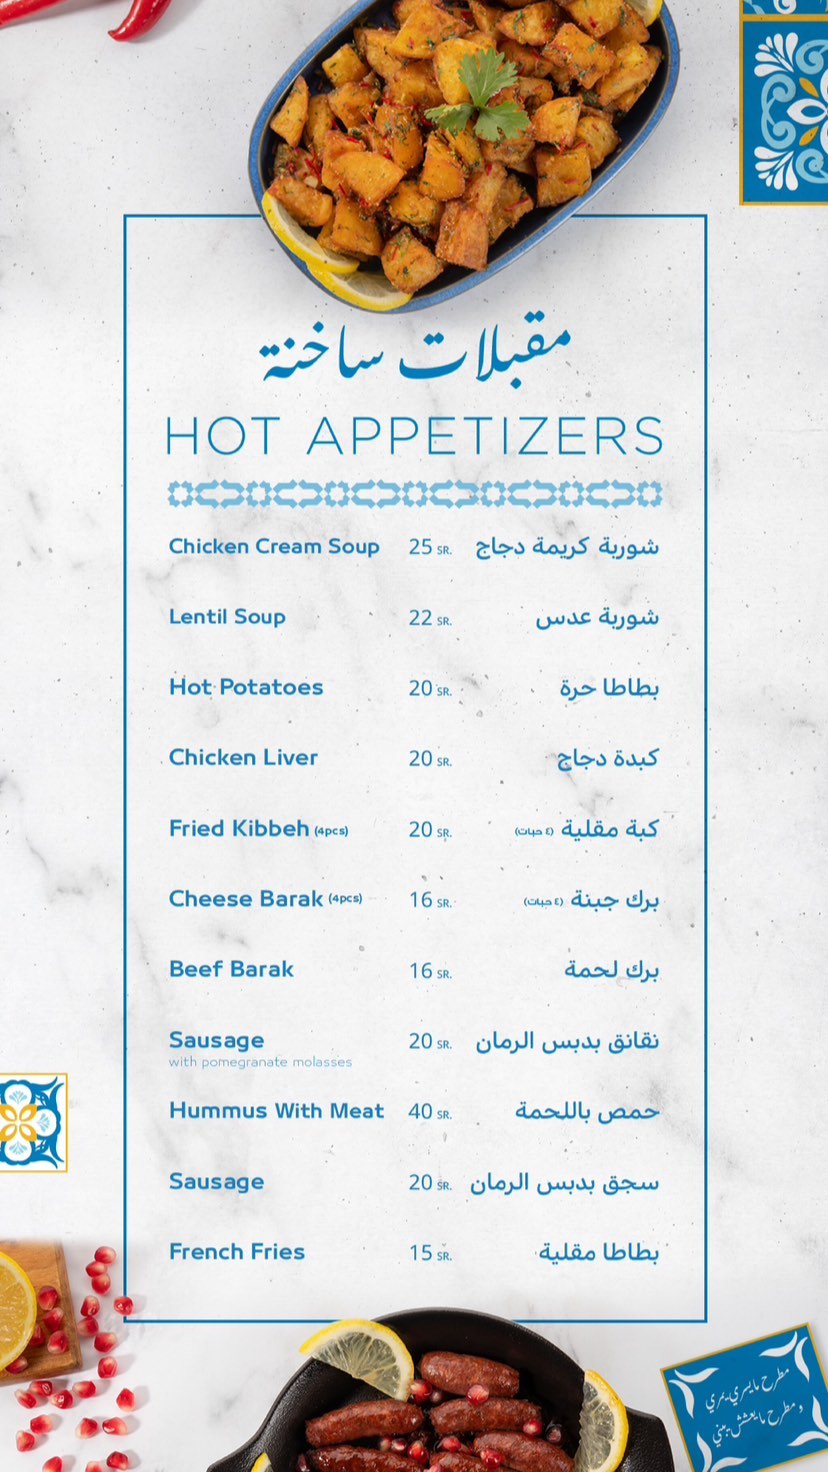 مقبلات ساخنة
HOT APPETIZERS
Chicken Cream Soup 25 SR. شوربة كريمة دجاج
Lentil Soup 22 SR. شوربة عدس
Hot Potatoes 20 SR. بطاطا حرة
Chicken Liver 20 SR. كبدة دجاج
Fried Kibbeh (4pcs) 20 SR. كبة مقلية (٤ حبات)
Cheese Barak (4pcs) 16 SR. برك جبنة (٤ حبات)
Beef Barak 16 SR. برك لحمة
Sausage 20 SR. نقانق بدبس الرمان
with pomegranate molasses
Hummus With Meat 40 SR. حمص باللحمة
Sausage 20 SR. سجق بدبس الرمان
French Fries 15 SR. بطاطا مقلية
مطرح مايسري يمري
و مطرح ما يعشش يبني